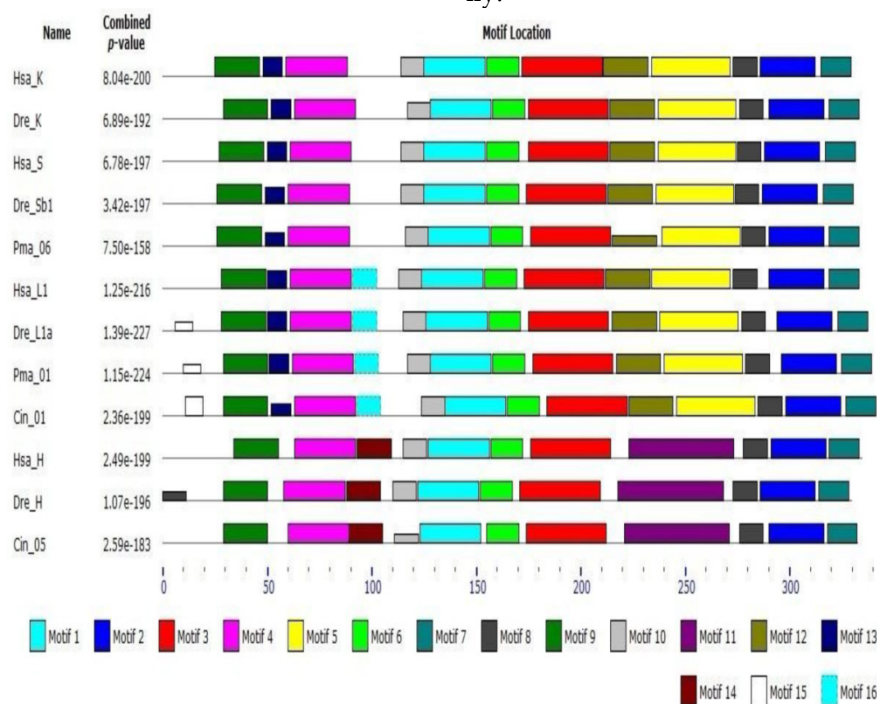 ily.
Name Combined p-value Motif Location
Hsa_K 8.04e-200
Dre_K 6.89e-192
Hsa_S 6.78e-197
Dre_Sb1 3.42e-197
Pma_06 7.50e-158
Hsa_L1 1.25e-216
Dre_L1a 1.39e-227
Pma_01 1.15e-224
Cin_01 2.36e-199
Hsa_H 2.49e-199
Dre_H 1.07e-196
Cin_05 2.59e-183
0 50 100 150 200 250 300
Motif 1 Motif 2 Motif 3 Motif 4 Motif 5 Motif 6 Motif 7 Motif 8 Motif 9 Motif 10 Motif 11 Motif 12 Motif 13
Motif 14 Motif 15 Motif 16